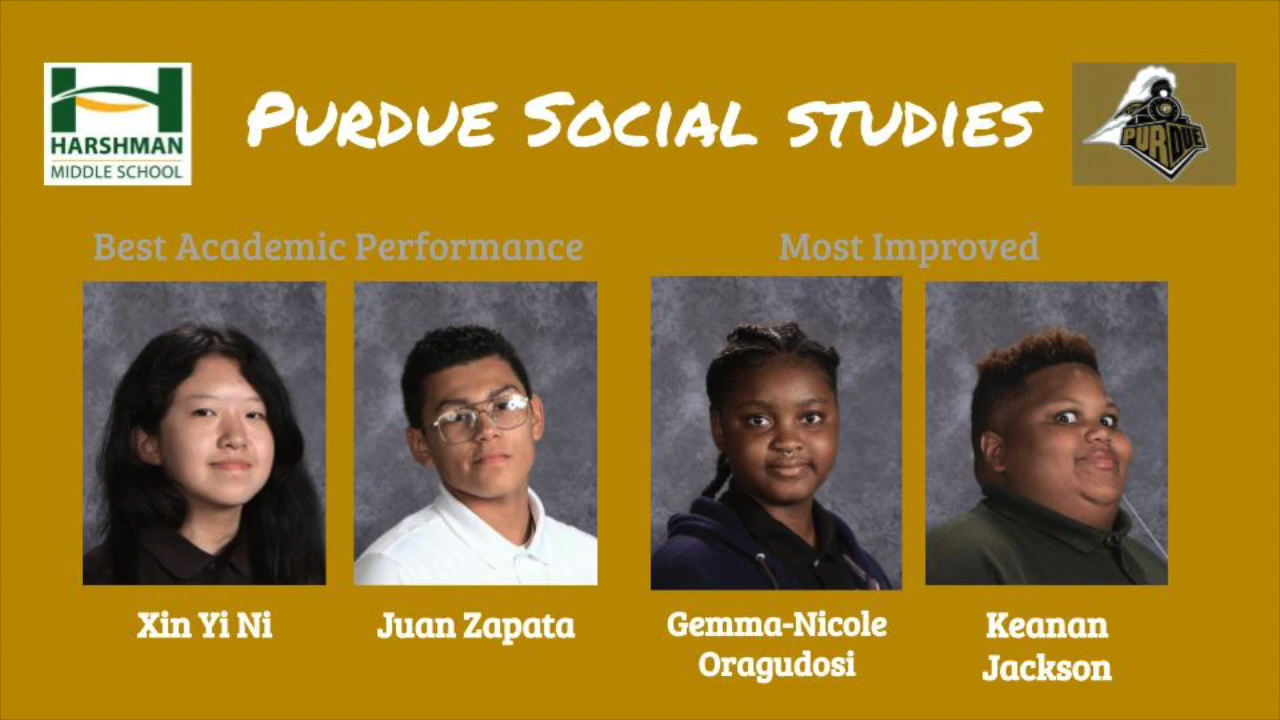 HARSHMAN
MIDDLE SCHOOL
PURDUE SOCIAL STUDIES
PURDUE
Best Academic Performance
Most Improved
Xin Yi Ni
Juan Zapata
Gemma-Nicole
Oragudosi
Keanan
Jackson